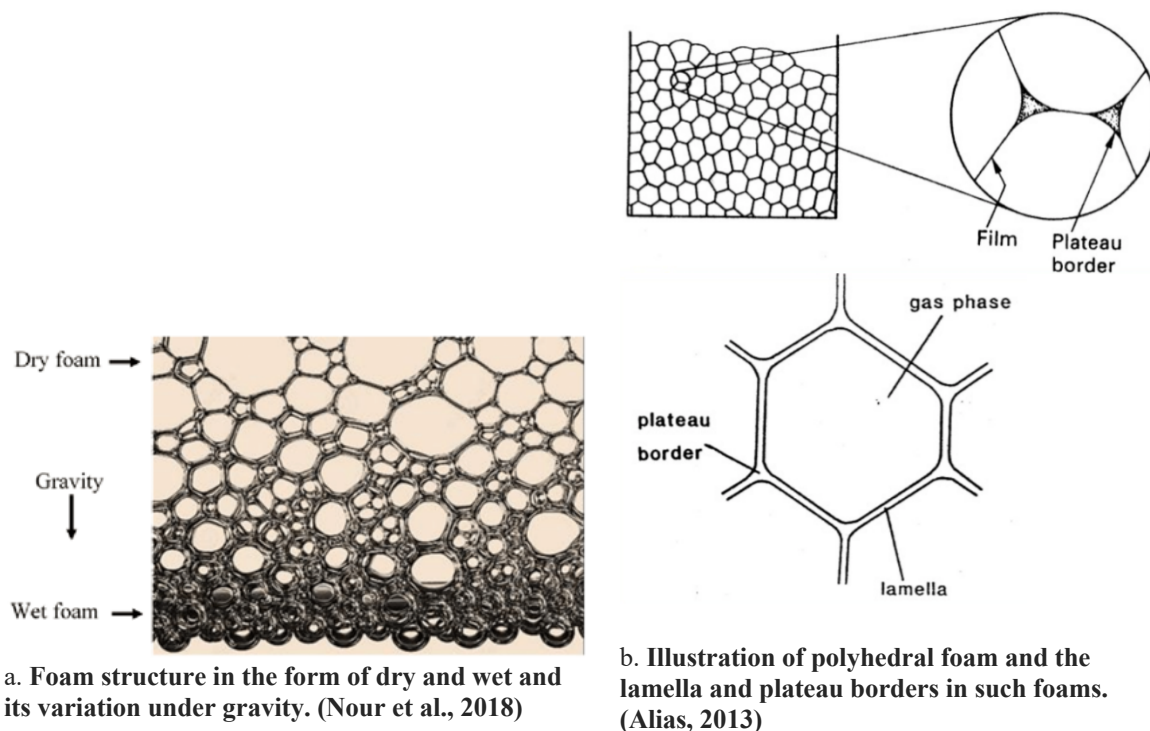 Dry foam
Gravity
Wet foam
a. Foam structure in the form of dry and wet and
its variation under gravity. (Nour et al., 2018)
Film
Plateau
border
gas phase
plateau
border
lamella
b. Illustration of polyhedral foam and the
lamella and plateau borders in such foams.
(Alias, 2013)